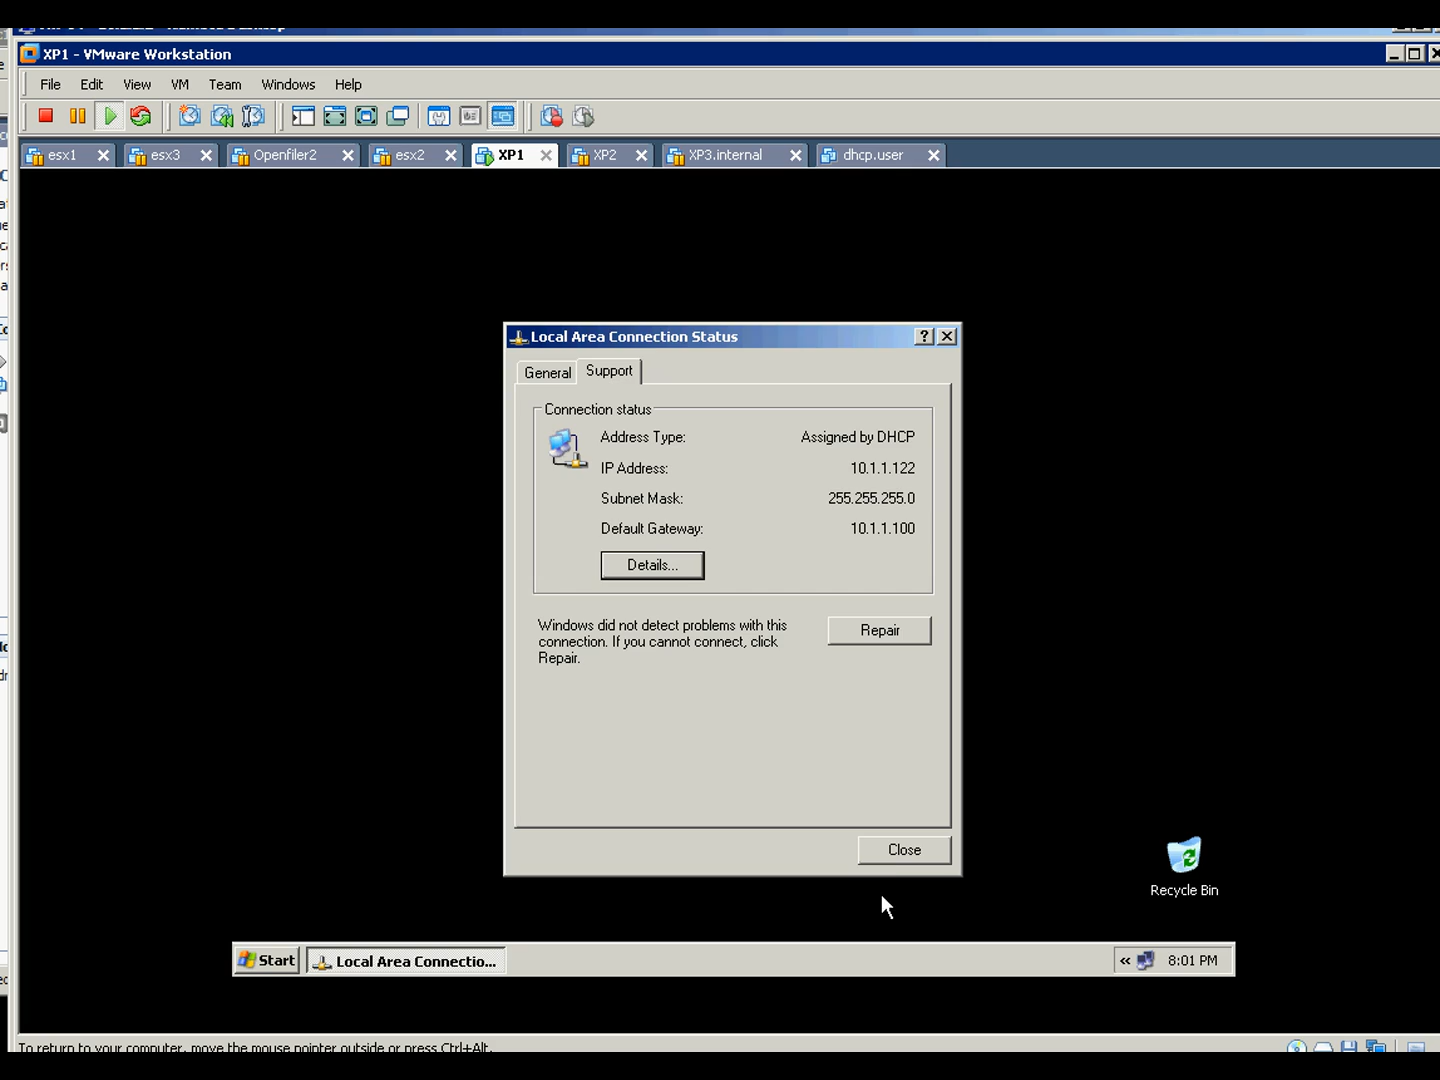 XP1 - VMware Workstation
File Edit View VM Team Windows Help
esx1 esx3 Openfiler2 esx2 XP1 XP2 XP3.internal dhcp.user
Local Area Connection Status
General Support
Connection status
Address Type: Assigned by DHCP
IP Address: 10.1.1.122
Subnet Mask: 255.255.255.0
Default Gateway: 10.1.1.100
Details...
Windows did not detect problems with this
connection. If you cannot connect, click
Repair.
Repair
Close
Recycle Bin
Start Local Area Connectio... « 8:01 PM
To return to your computer, move the mouse pointer outside or press Ctrl+Alt.